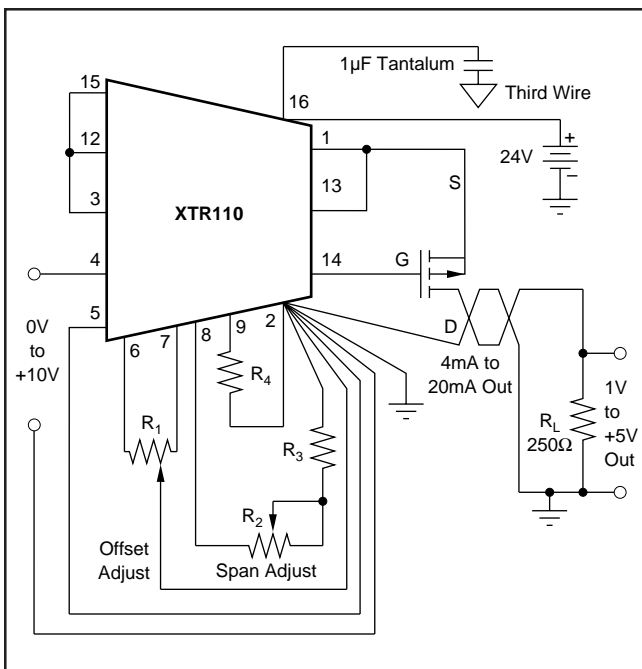 15
1µF Tantalum
16
Third Wire
1
12
24V
+
–
S
13
3
XTR110
14
G
4
5
2
9
0V
to
+10V
8
7
6
D
4mA to
20mA Out
1V
to
+5V
Out
R4
RL
250Ω
R1
R3
R2
Offset
Adjust
Span Adjust